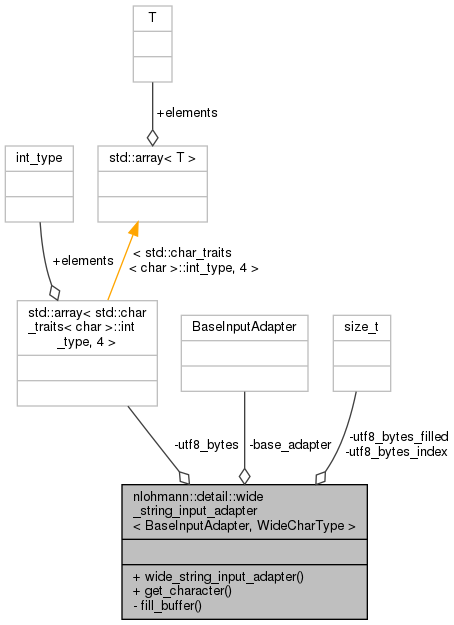 T
+elements
int_type
std::array< T >
+elements
< std::char_traits
< char >::int_type, 4 >
std::array< std::char
_traits< char >::int
_type, 4 >
BaseInputAdapter
size_t
-utf8_bytes
-base_adapter
-utf8_bytes_filled
-utf8_bytes_index
nlohmann::detail::wide
_string_input_adapter
< BaseInputAdapter, WideCharType >
+ wide_string_input_adapter()
+ get_character()
- fill_buffer()